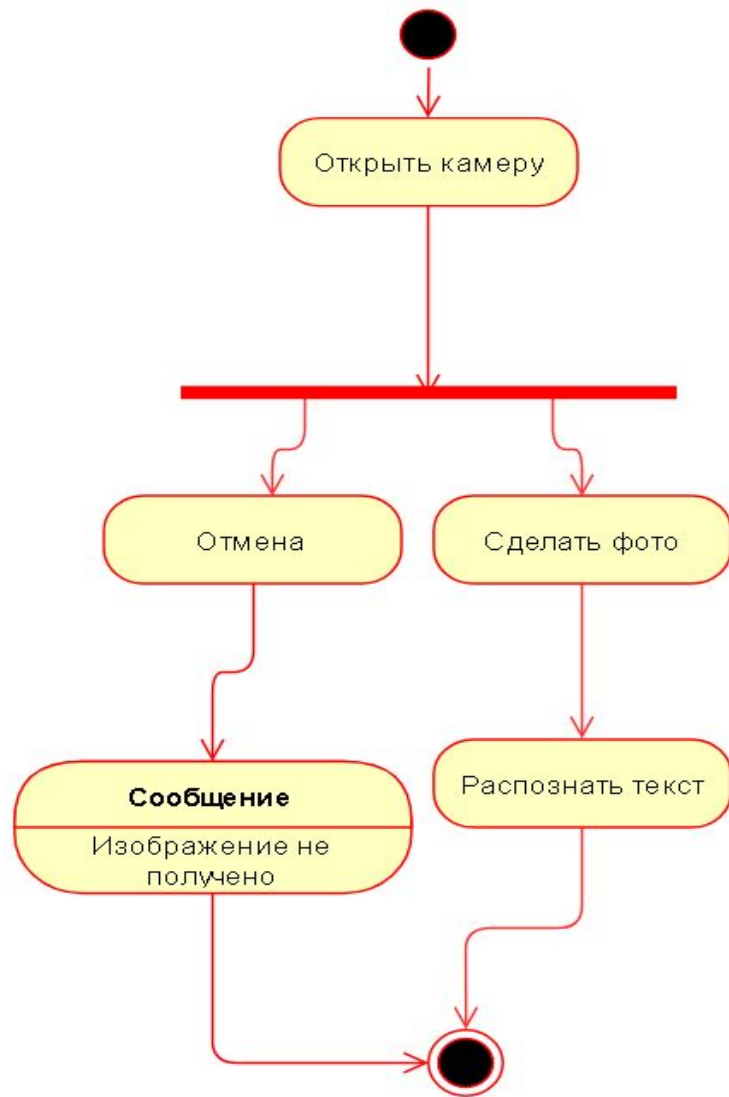 Открыть камеру
Отмена
Сделать фото
Сообщение
Изображение не
получено
Распознать текст